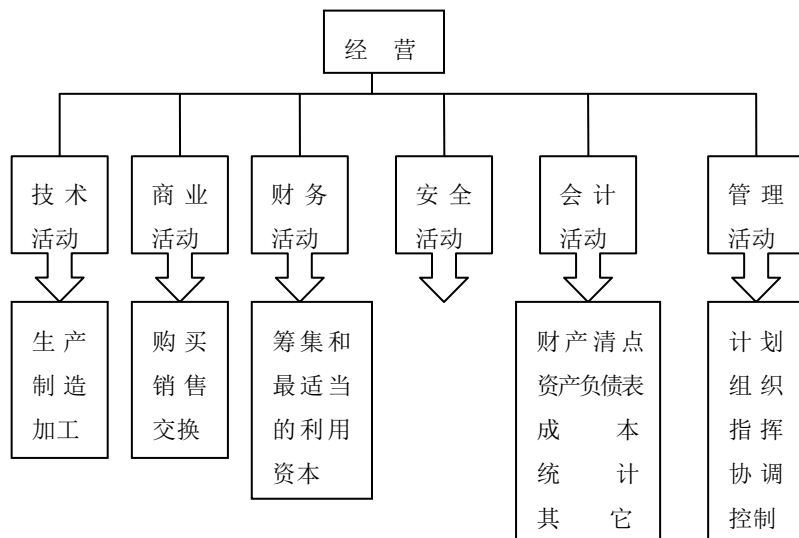 经 营
技 术
活动
商 业
活动
财 务
活动
安 全
活动
会 计
活动
管 理
活动
生 产
制 造
加工
购 买
销 售
交换
筹集和
最适当
的利用
资本
财产清点
资产负债表
成 本
统 计
其 它
计 划
组 织
指 挥
协 调
控制